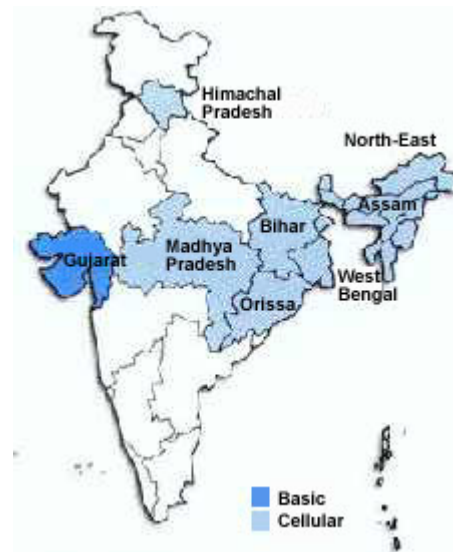 Himachal
Pradesh
North-East
Assam
Bihar
Gujarat
Madhya
Pradesh
West
Bengal
Orissa
Basic
Cellular